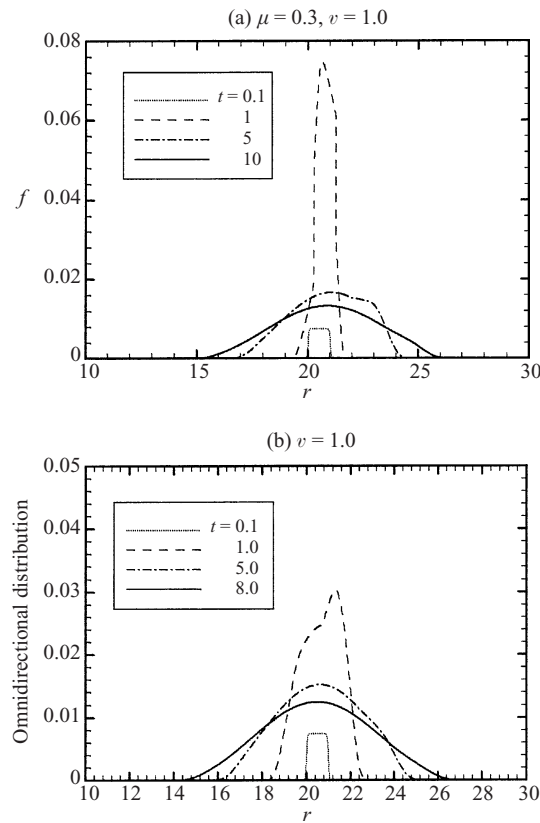 (a) μ = 0.3, v = 1.0
0.08
0.06
0.04
0.02
0
f
t = 0.1
1
5
10
10 15 20 25 30
r
(b) v = 1.0
0.05
0.04
0.03
0.02
0.01
0
Omnidirectional distribution
t = 0.1
1.0
5.0
8.0
10 12 14 16 18 20 21 22 24 26 28 30
r